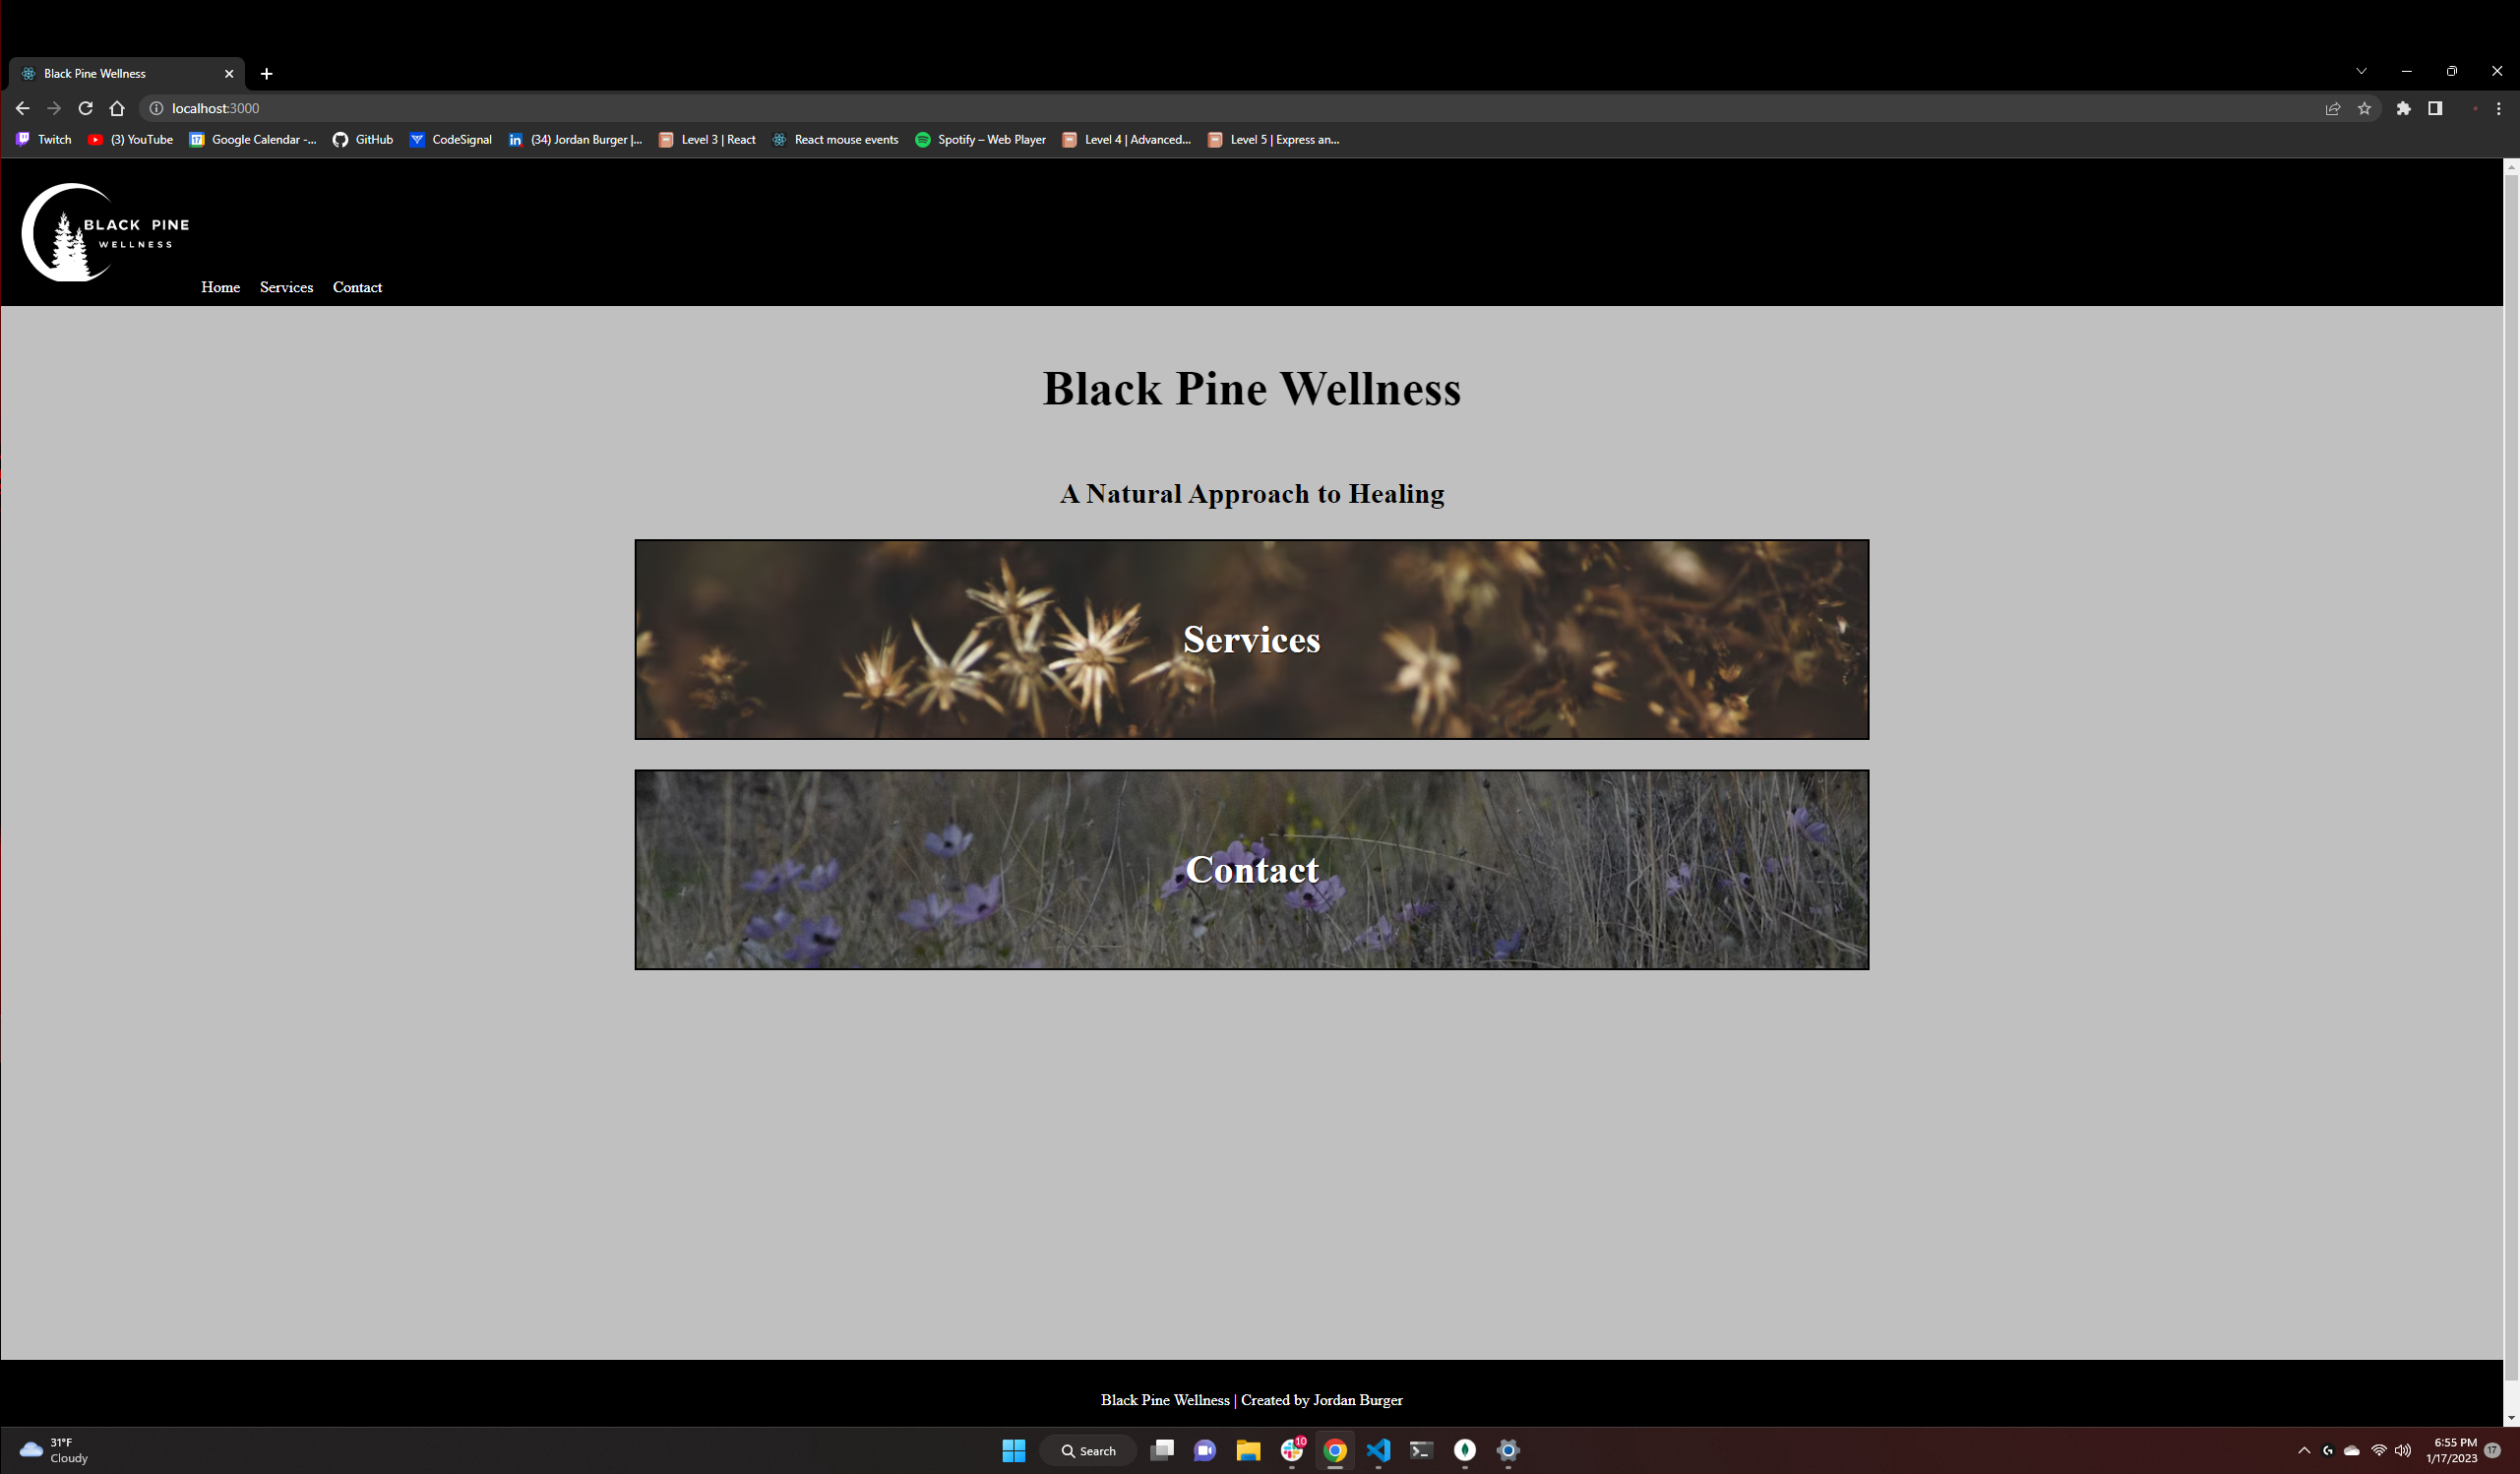 Black Pine Wellness
localhost:3000
Twitch (3) YouTube Google Calendar -... GitHub CodeSignal (34) Jordan Burger |... Level 3 | React React mouse events Spotify – Web Player Level 4 | Advanced... Level 5 | Express an...
BLACK PINE
WELLNESS
Home Services Contact
Black Pine Wellness
A Natural Approach to Healing
Services
Contact
Black Pine Wellness | Created by Jordan Burger
31°F
Cloudy
Search
10
6:55 PM
1/17/2023
17